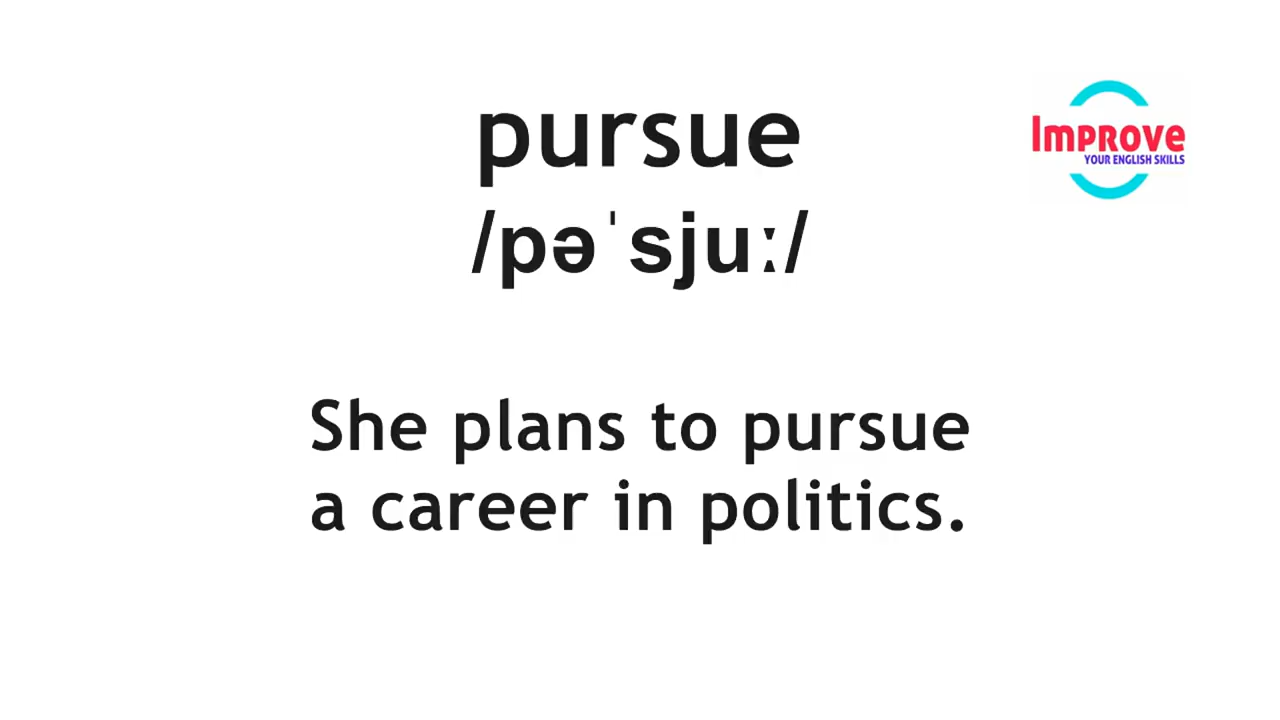 pursue
Improve
YOUR ENGLISH SKILLS
/pəˈsjuː/
She plans to pursue
a career in politics.